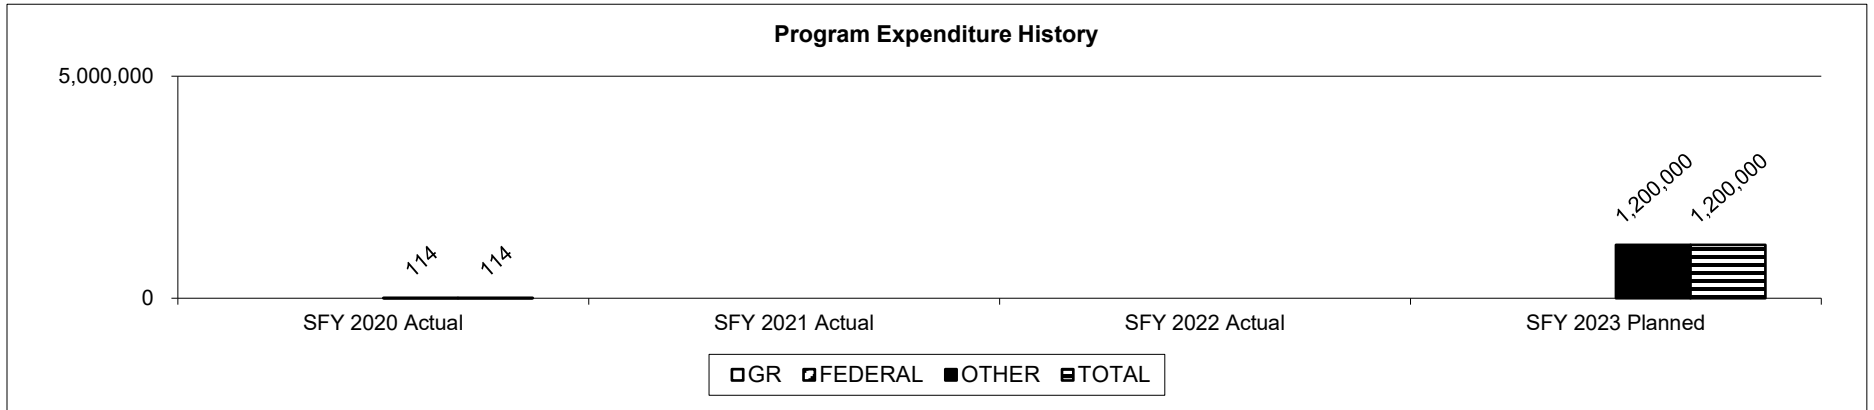 Program Expenditure History
5,000,000
1,200,000 1,200,000
114 114
0
SFY 2020 Actual SFY 2021 Actual SFY 2022 Actual SFY 2023 Planned
GR FEDERAL OTHER TOTAL